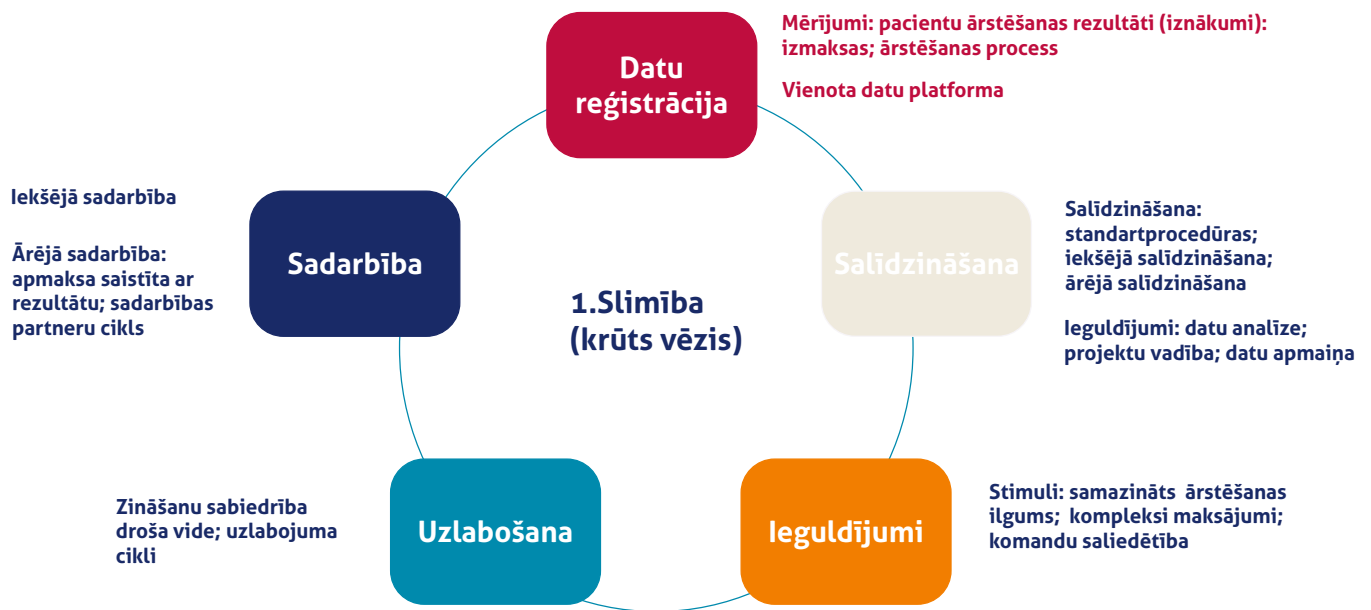 Mērījumi: pacientu ārstēšanas rezultāti (iznākumi):
izmaksas; ārstēšanas process
Vienota datu platforma
Datu
reģistrācija
Iekšējā sadarbība
Ārējā sadarbība:
apmaksa saistīta ar
rezultātu; sadarbības
partneru cikls
Sadarbība
1.Slimība
(krūts vēzis)
Salīdzināšana
Salīdzināšana:
standartprocedūras;
iekšējā salīdzināšana;
ārējā salīdzināšana
Ieguldījumi: datu analīze;
projektu vadība; datu apmaiņa
Zināšanu sabiedrība
droša vide; uzlabojuma
cikli
Uzlabošana
Ieguldījumi
Stimuli: samazināts ārstēšanas
ilgums; kompleksi maksājumi;
komandu saliedētība